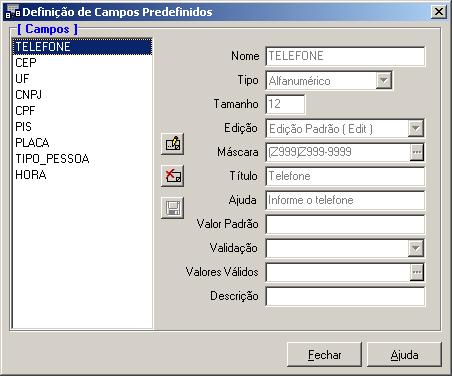 Definição de Campos Predefinidos
[ Campos ]
TELEFONE
CEP
UF
CNPJ
CPF
PIS
PLACA
TIPO_PESSOA
HORA
Nome TELEFONE
Tipo Alfanumérico
Tamanho 12
Edição Edição Padrão ( Edit )
Máscara (Z999)Z999-9999 ...
Título Telefone
Ajuda Informe o telefone
Valor Padrão
Validação
Valores Válidos ...
Descrição
Fechar Ajuda